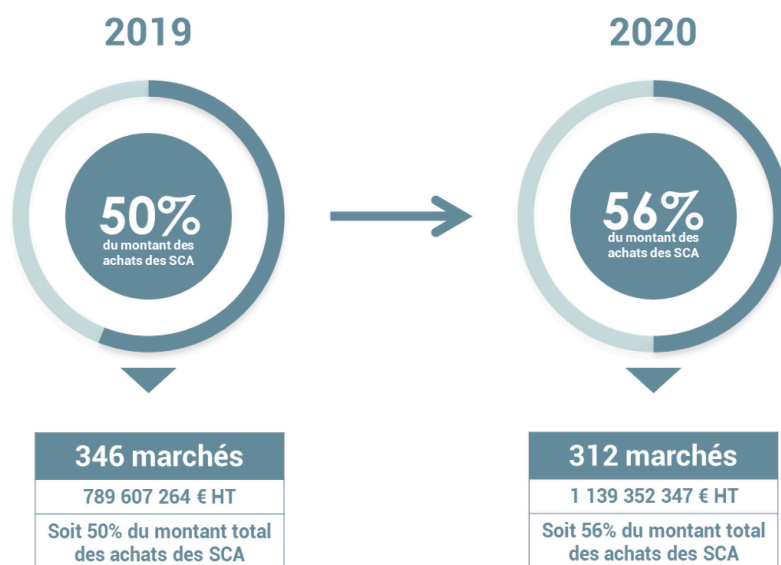 2019
50%
du montant des
achats des SCA
346 marchés
789 607 264 € HT
Soit 50% du montant total
des achats des SCA
2020
56%
du montant des
achats des SCA
312 marchés
1 139 352 347 € HT
Soit 56% du montant total
des achats des SCA